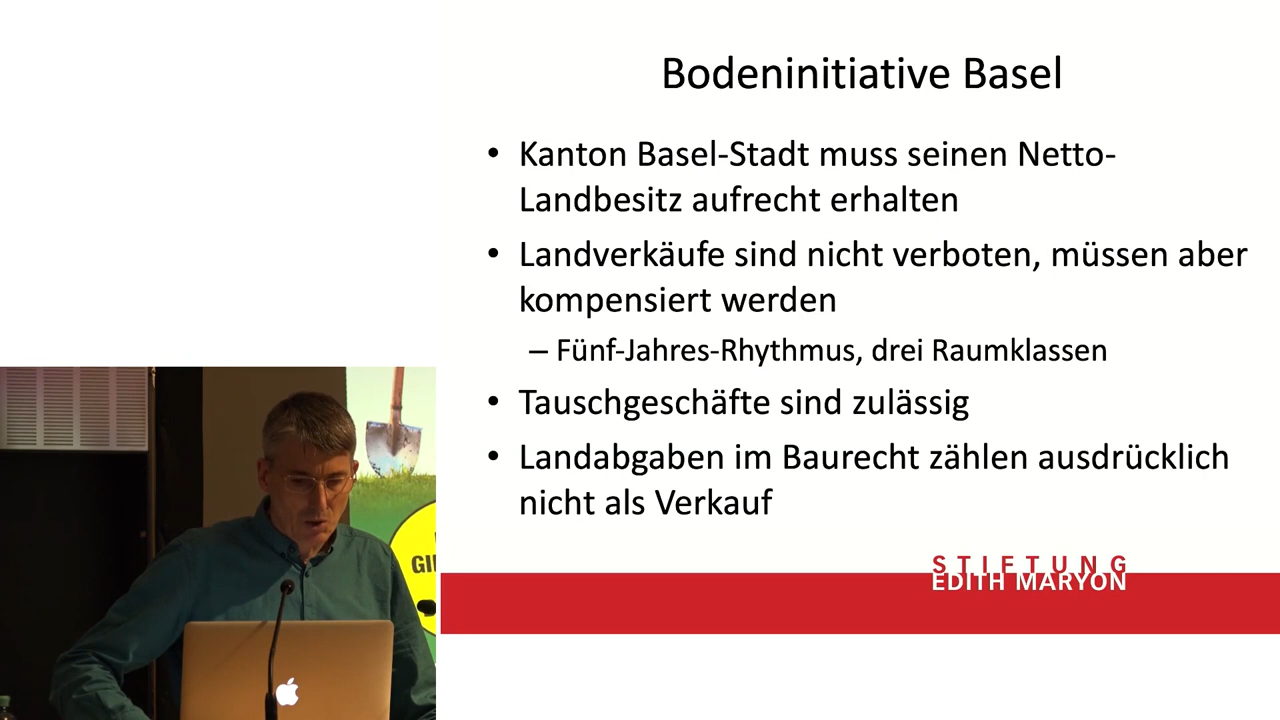 Bodeninitiative Basel
• Kanton Basel-Stadt muss seinen Netto-
Landbesitz aufrecht erhalten
• Landverkäufe sind nicht verboten, müssen aber
kompensiert werden
– Fünf-Jahres-Rhythmus, drei Raumklassen
• Tauschgeschäfte sind zulässig
• Landabgaben im Baurecht zählen ausdrücklich
nicht als Verkauf
STIFTUNG
EDITH MARYON